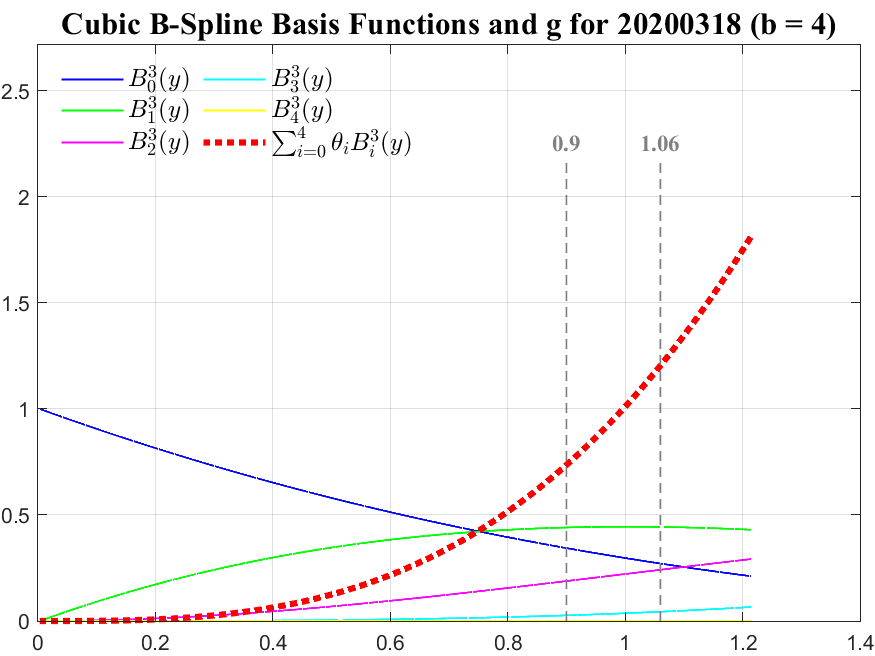 Cubic B-Spline Basis Functions and g for 20200318 (b = 4)
2.5
2
1.5
1
0.5
0
B_0^3(y)
B_1^3(y)
B_2^3(y)
B_3^3(y)
B_4^3(y)
∑_{i=0}^4 θ_i B_i^3(y)
0.9
1.06
0
0.2
0.4
0.6
0.8
1
1.2
1.4